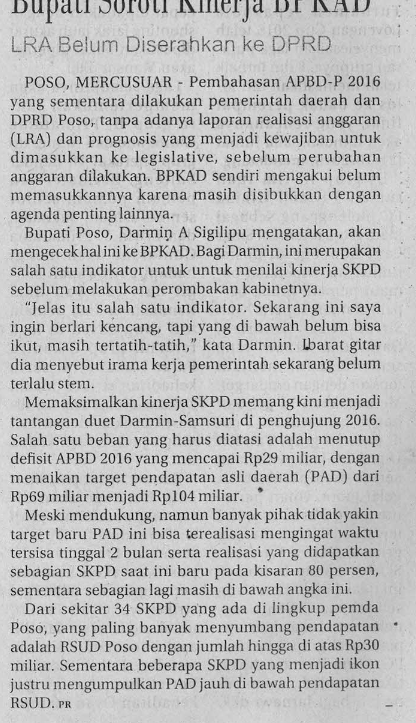 Bupati Soroti Kinerja BPKAD
LRA Belum Diserahkan ke DPRD
POSO, MERCUSUAR - Pembahasan APBD-P 2016
yang sementara dilakukan pemerintah daerah dan
DPRD Poso, tanpa adanya laporan realisasi anggaran
(LRA) dan prognosis yang menjadi kewajiban untuk
dimasukkan ke legislative, sebelum perubahan
anggaran dilakukan. BPKAD sendiri mengakui belum
memasukkannya karena masih disibukkan dengan
agenda penting lainnya.
Bupati Poso, Darmin A Sigilipu mengatakan, akan
mengecek hal ini ke BPKAD. Bagi Darmin, ini merupakan
salah satu indikator untuk untuk menilai kinerja SKPD
sebelum melakukan perombakan kabinetnya.
“Jelas itu salah satu indikator. Sekarang ini saya
ingin berlari kencang, tapi yang di bawah belum bisa
ikut, masih tertatih-tatih,” kata Darmin. Ibarat gitar
dia menyebut irama kerja pemerintah sekarang belum
terlalu stem.
Memaksimalkan kinerja SKPD memang kini menjadi
tantangan duet Darmin-Samsuri di penghujung 2016.
Salah satu beban yang harus diatasi adalah menutup
defisit APBD 2016 yang mencapai Rp29 miliar, dengan
menaikan target pendapatan asli daerah (PAD) dari
Rp69 miliar menjadi Rp104 miliar.
Meski mendukung, namun banyak pihak tidak yakin
target baru PAD ini bisa terealisasi mengingat waktu
tersisa tinggal 2 bulan serta realisasi yang didapatkan
sebagian SKPD saat ini baru pada kisaran 80 persen,
sementara sebagian lagi masih di bawah angka ini.
Dari sekitar 34 SKPD yang ada di lingkup pemda
Poso, yang paling banyak menyumbang pendapatan
adalah RSUD Poso dengan jumlah hingga di atas Rp30
miliar. Sementara beberapa SKPD yang menjadi ikon
justru mengumpulkan PAD jauh di bawah pendapatan
RSUD. PR